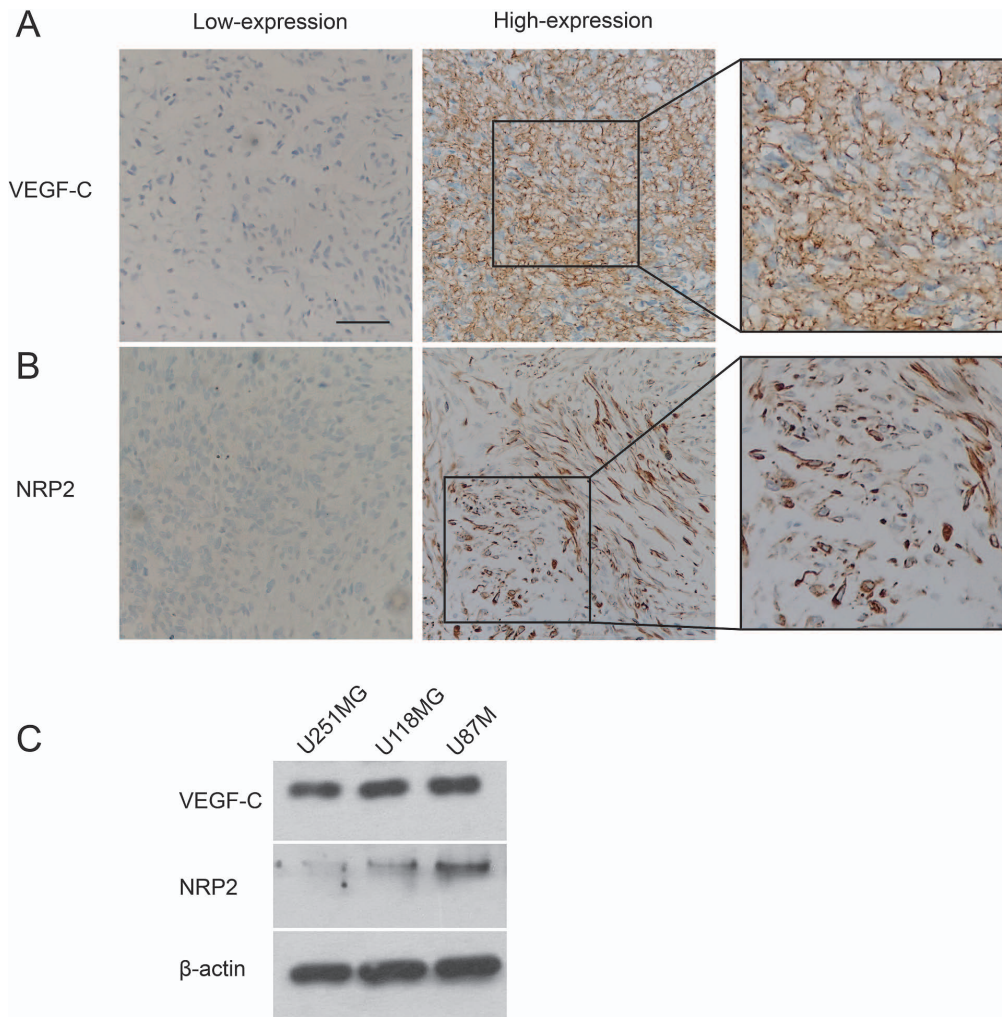 A
Low-expression
High-expression
VEGF-C
B
NRP2
C
U251MG
U118MG
U87M
VEGF-C
NRP2
β-actin